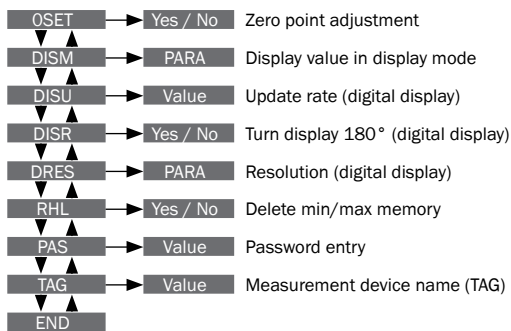 0SET Yes / No Zero point adjustment
DISM PARA Display value in display mode
DISU Value Update rate (digital display)
DISR Yes / No Turn display 180° (digital display)
DRES PARA Resolution (digital display)
RHL Yes / No Delete min/max memory
PAS Value Password entry
TAG Value Measurement device name (TAG)
END